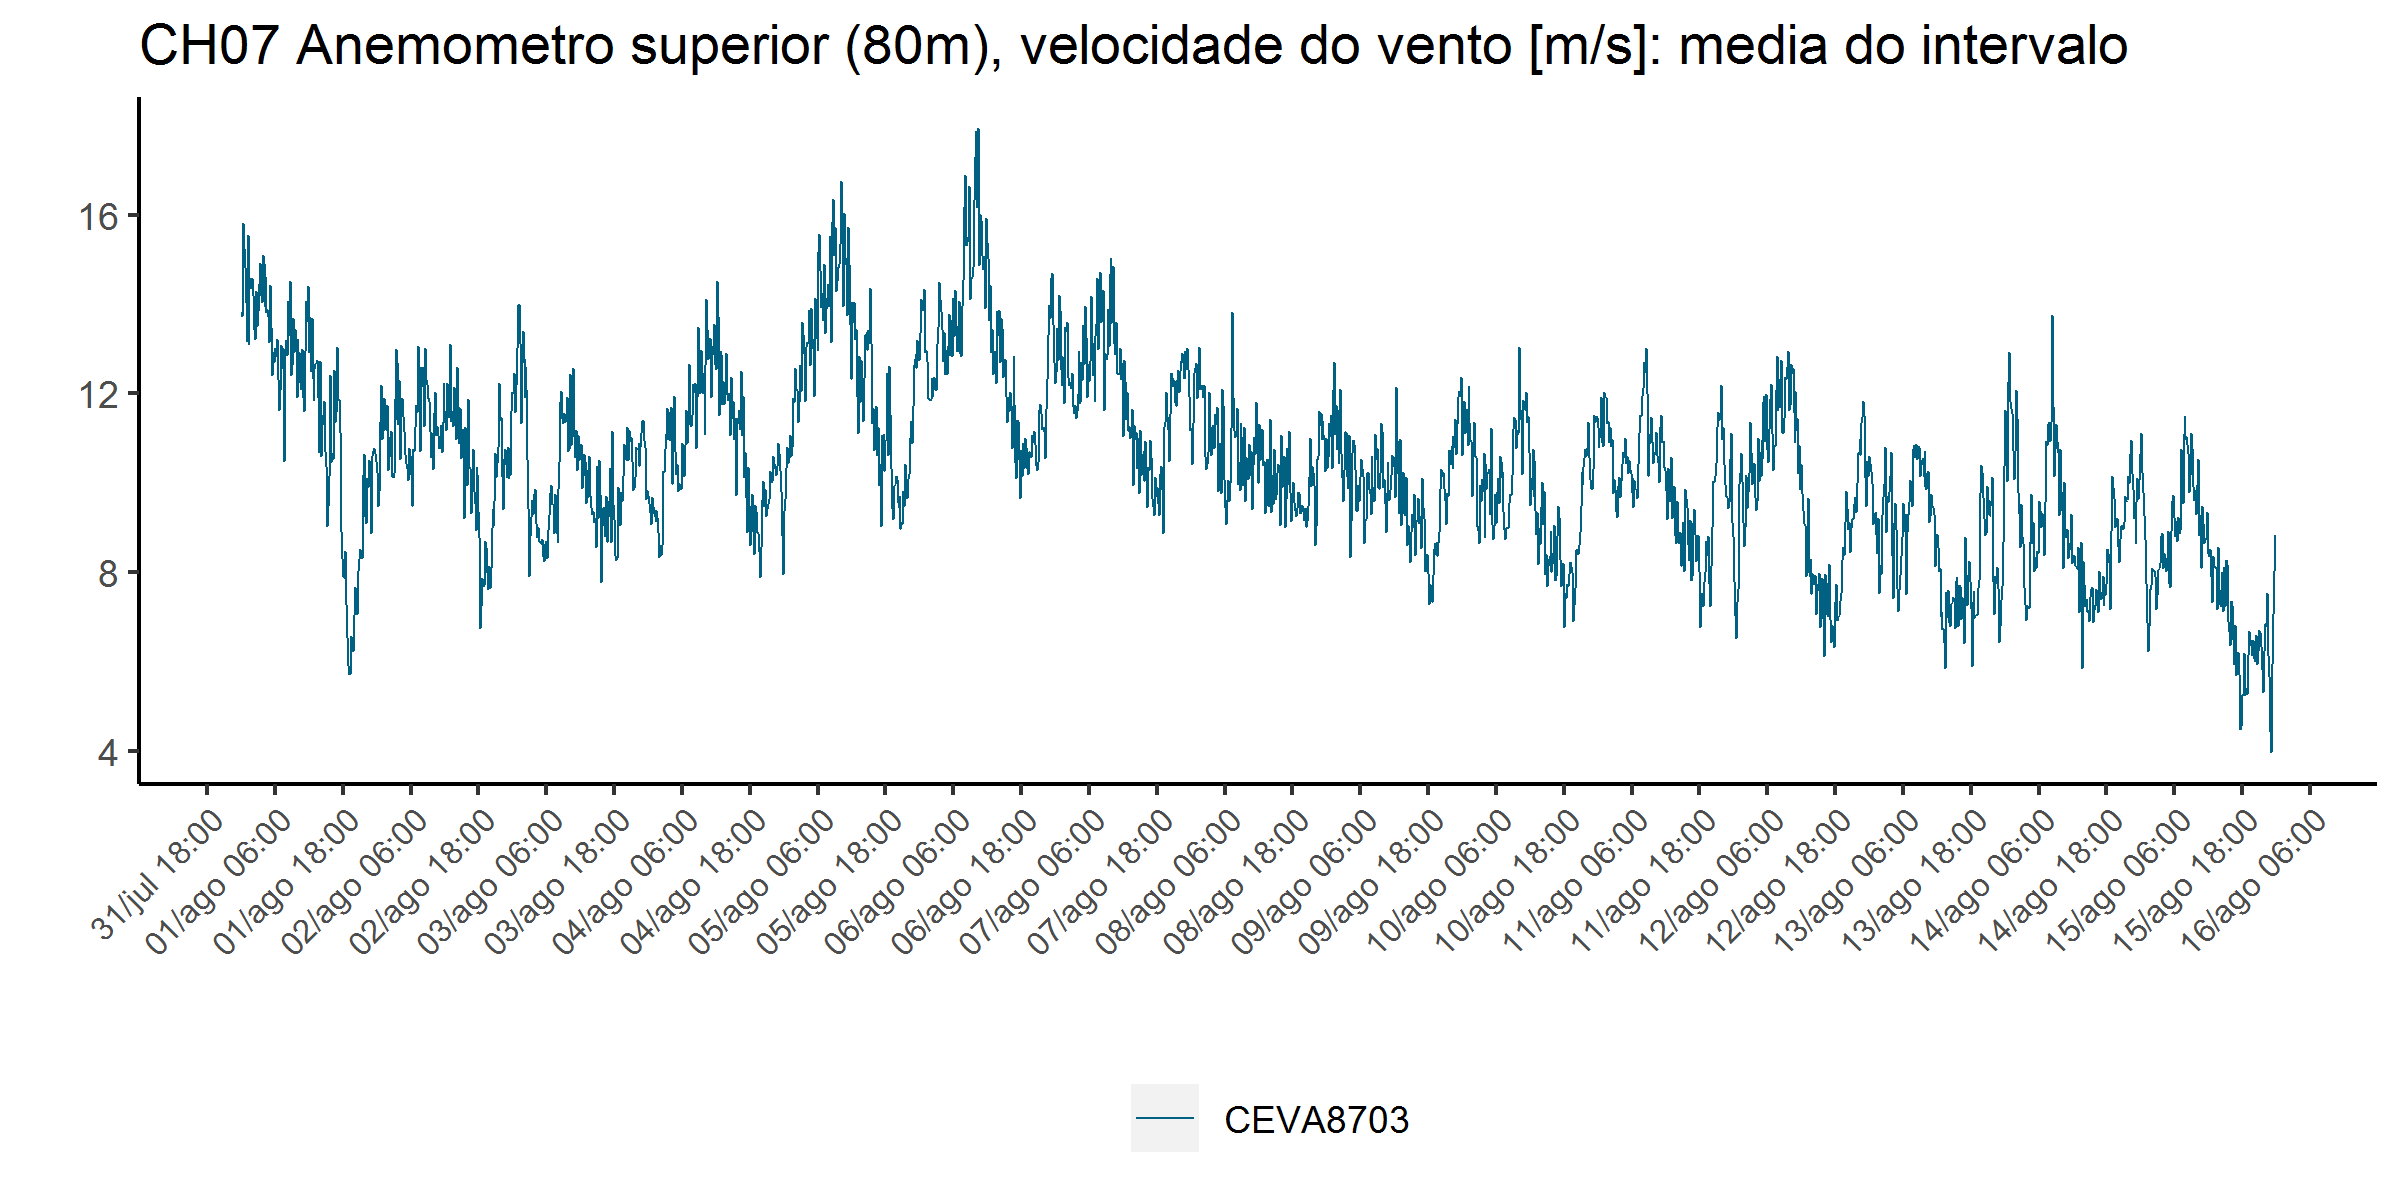 CH07 Anemometro superior (80m), velocidade do vento [m/s]: media do intervalo
16
12
8
4
31/jul 18:00
01/ago 06:00
01/ago 18:00
02/ago 06:00
02/ago 18:00
03/ago 06:00
03/ago 18:00
04/ago 06:00
04/ago 18:00
05/ago 06:00
05/ago 18:00
06/ago 06:00
06/ago 18:00
07/ago 06:00
07/ago 18:00
08/ago 06:00
08/ago 18:00
09/ago 06:00
09/ago 18:00
10/ago 06:00
10/ago 18:00
11/ago 06:00
11/ago 18:00
12/ago 06:00
12/ago 18:00
13/ago 06:00
13/ago 18:00
14/ago 06:00
14/ago 18:00
15/ago 06:00
15/ago 18:00
16/ago 06:00
CEVA8703